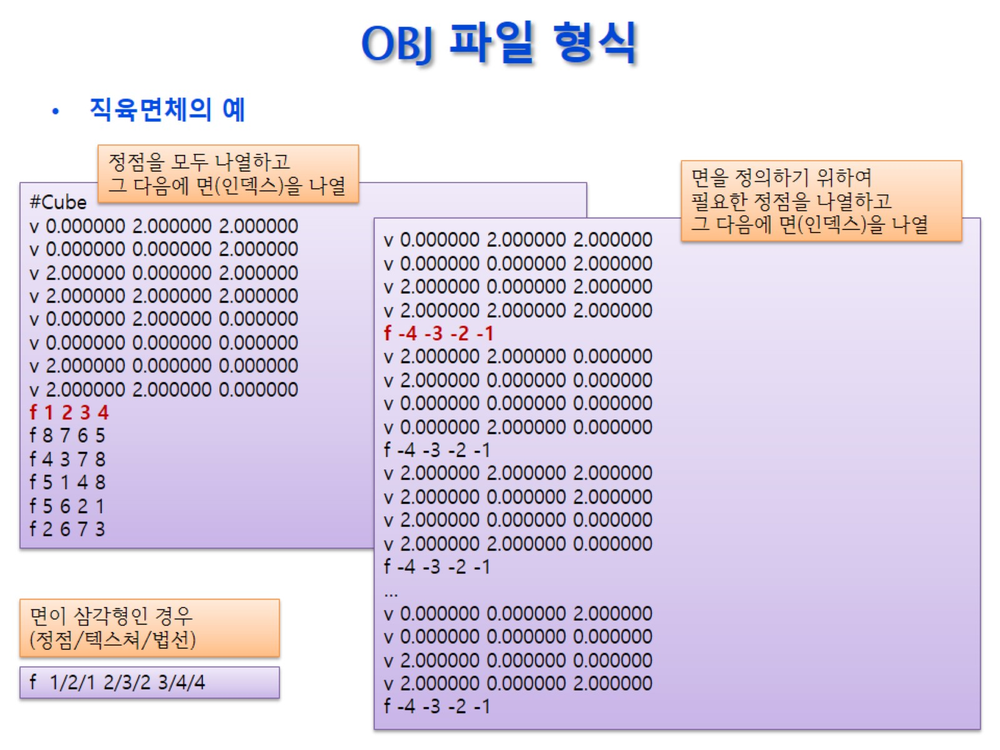 OBJ 파일 형식
• 직육면체의 예
정점을 모두 나열하고
그 다음에 면(인덱스)을 나열
#Cube
v 0.000000 2.000000 2.000000
v 0.000000 0.000000 2.000000
v 2.000000 0.000000 2.000000
v 2.000000 2.000000 2.000000
v 0.000000 2.000000 0.000000
v 0.000000 0.000000 0.000000
v 2.000000 0.000000 0.000000
v 2.000000 2.000000 0.000000
f 1 2 3 4
f 8 7 6 5
f 4 3 7 8
f 5 1 4 8
f 5 6 2 1
f 2 6 7 3
면이 삼각형인 경우
(정점/텍스쳐/법선)
f 1/2/1 2/3/2 3/4/4
면을 정의하기 위하여
필요한 정점을 나열하고
그 다음에 면(인덱스)을 나열
v 0.000000 2.000000 2.000000
v 0.000000 0.000000 2.000000
v 2.000000 0.000000 2.000000
v 2.000000 2.000000 2.000000
f -4 -3 -2 -1
v 2.000000 2.000000 0.000000
v 2.000000 0.000000 0.000000
v 0.000000 0.000000 0.000000
v 0.000000 2.000000 0.000000
f -4 -3 -2 -1
v 2.000000 2.000000 2.000000
v 2.000000 0.000000 2.000000
v 2.000000 0.000000 0.000000
v 2.000000 2.000000 0.000000
f -4 -3 -2 -1
...
v 0.000000 0.000000 2.000000
v 0.000000 0.000000 0.000000
v 2.000000 0.000000 0.000000
v 2.000000 0.000000 2.000000
f -4 -3 -2 -1